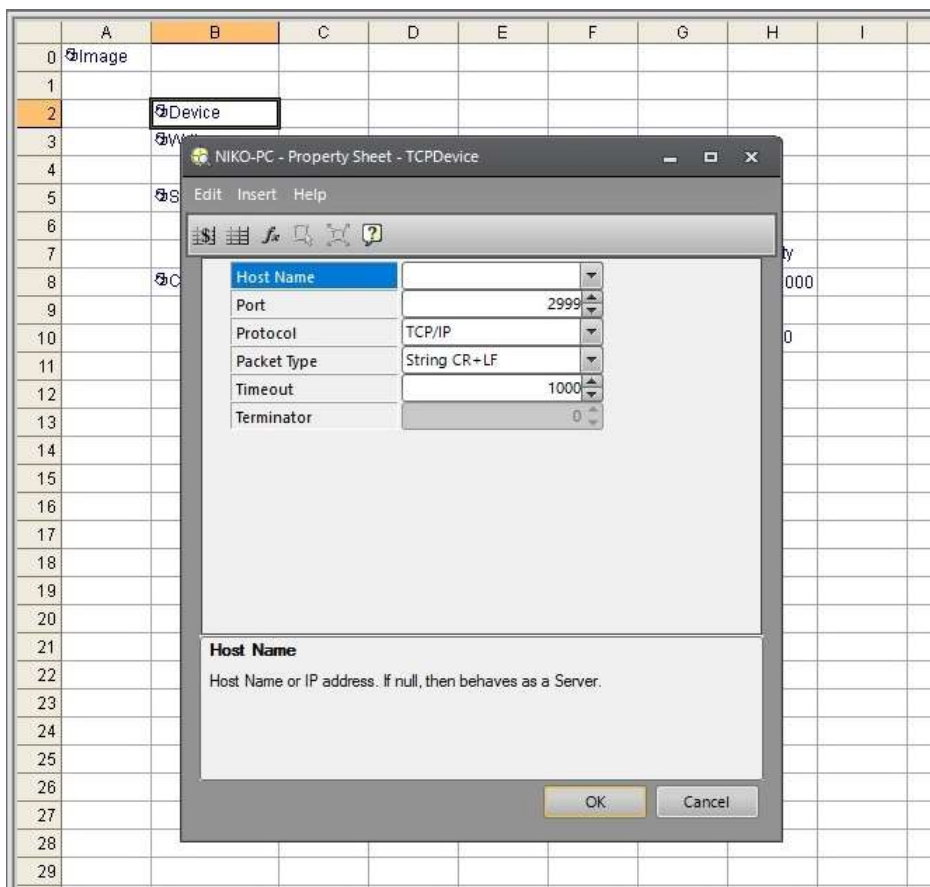 A B C D E F G H I
0 Image
1
2 Device
3
4
5
6
7
8
9
10
11
12
13
14
15
16
17
18
19
20
21
22
23
24
25
26
27
28
29
NIKO-PC - Property Sheet - TCPDevice
Edit Insert Help
Host Name
Port 2999
Protocol TCP/IP
Packet Type String CR+LF
Timeout 1000
Terminator 0
Host Name
Host Name or IP address. If null, then behaves as a Server.
OK Cancel
ty
000
0